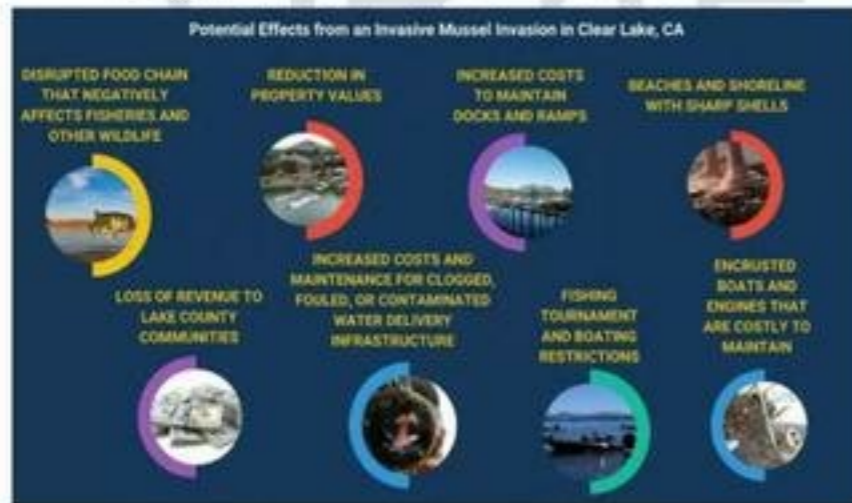 Potential Effects from an Invasive Mussel Invasion in Clear Lake, CA
DISRUPTED FOOD CHAIN
THAT NEGATIVELY
AFFECTS FISHERIES AND
OTHER WILDLIFE
REDUCTION IN
PROPERTY VALUES
INCREASED COSTS
TO MAINTAIN
DOCKS AND RAMPS
BEACHES AND SHORELINE
WITH SHARP SHELLS
LOSS OF REVENUE TO
LAKE COUNTY
COMMUNITIES
INCREASED COSTS AND
MAINTENANCE FOR CLOGGED,
FOULED, OR CONTAMINATED
WATER DELIVERY
INFRASTRUCTURE
FISHING
TOURNAMENT
AND BOATING
RESTRICTIONS
ENCRUSTED
BOATS AND
ENGINES THAT
ARE COSTLY TO
MAINTAIN